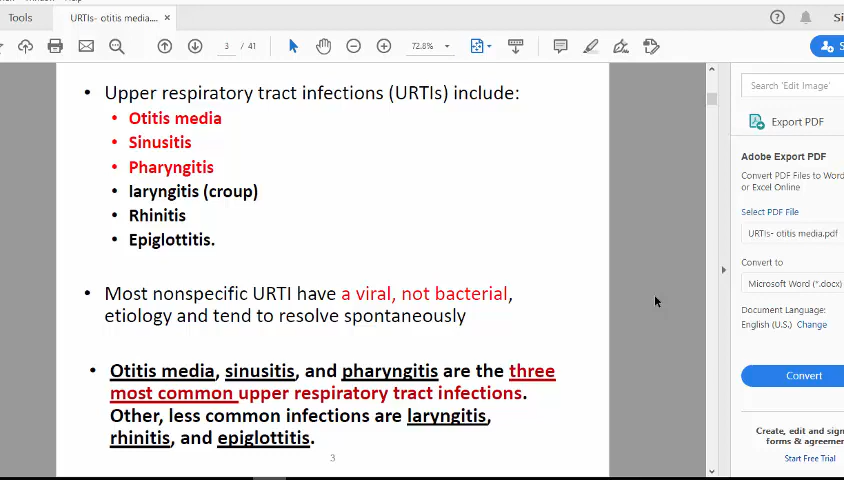 Tools
URTIs- otitis media....
×
3 / 41
72.8%
• Upper respiratory tract infections (URTIs) include:
• Otitis media
• Sinusitis
• Pharyngitis
• laryngitis (croup)
• Rhinitis
• Epiglottitis.
• Most nonspecific URTI have a viral, not bacterial,
etiology and tend to resolve spontaneously
• Otitis media, sinusitis, and pharyngitis are the three
most common upper respiratory tract infections.
Other, less common infections are laryngitis,
rhinitis, and epiglottitis.
3
Search 'Edit Image'
Export PDF
Adobe Export PDF
Convert PDF Files to Word
or Excel Online
Select PDF File
URTIs- otitis media.pdf
Convert to
Microsoft Word (*.docx)
Document Language:
English (U.S.) Change
Convert
Create, edit and sign
forms & agreeme
Start Free Trial